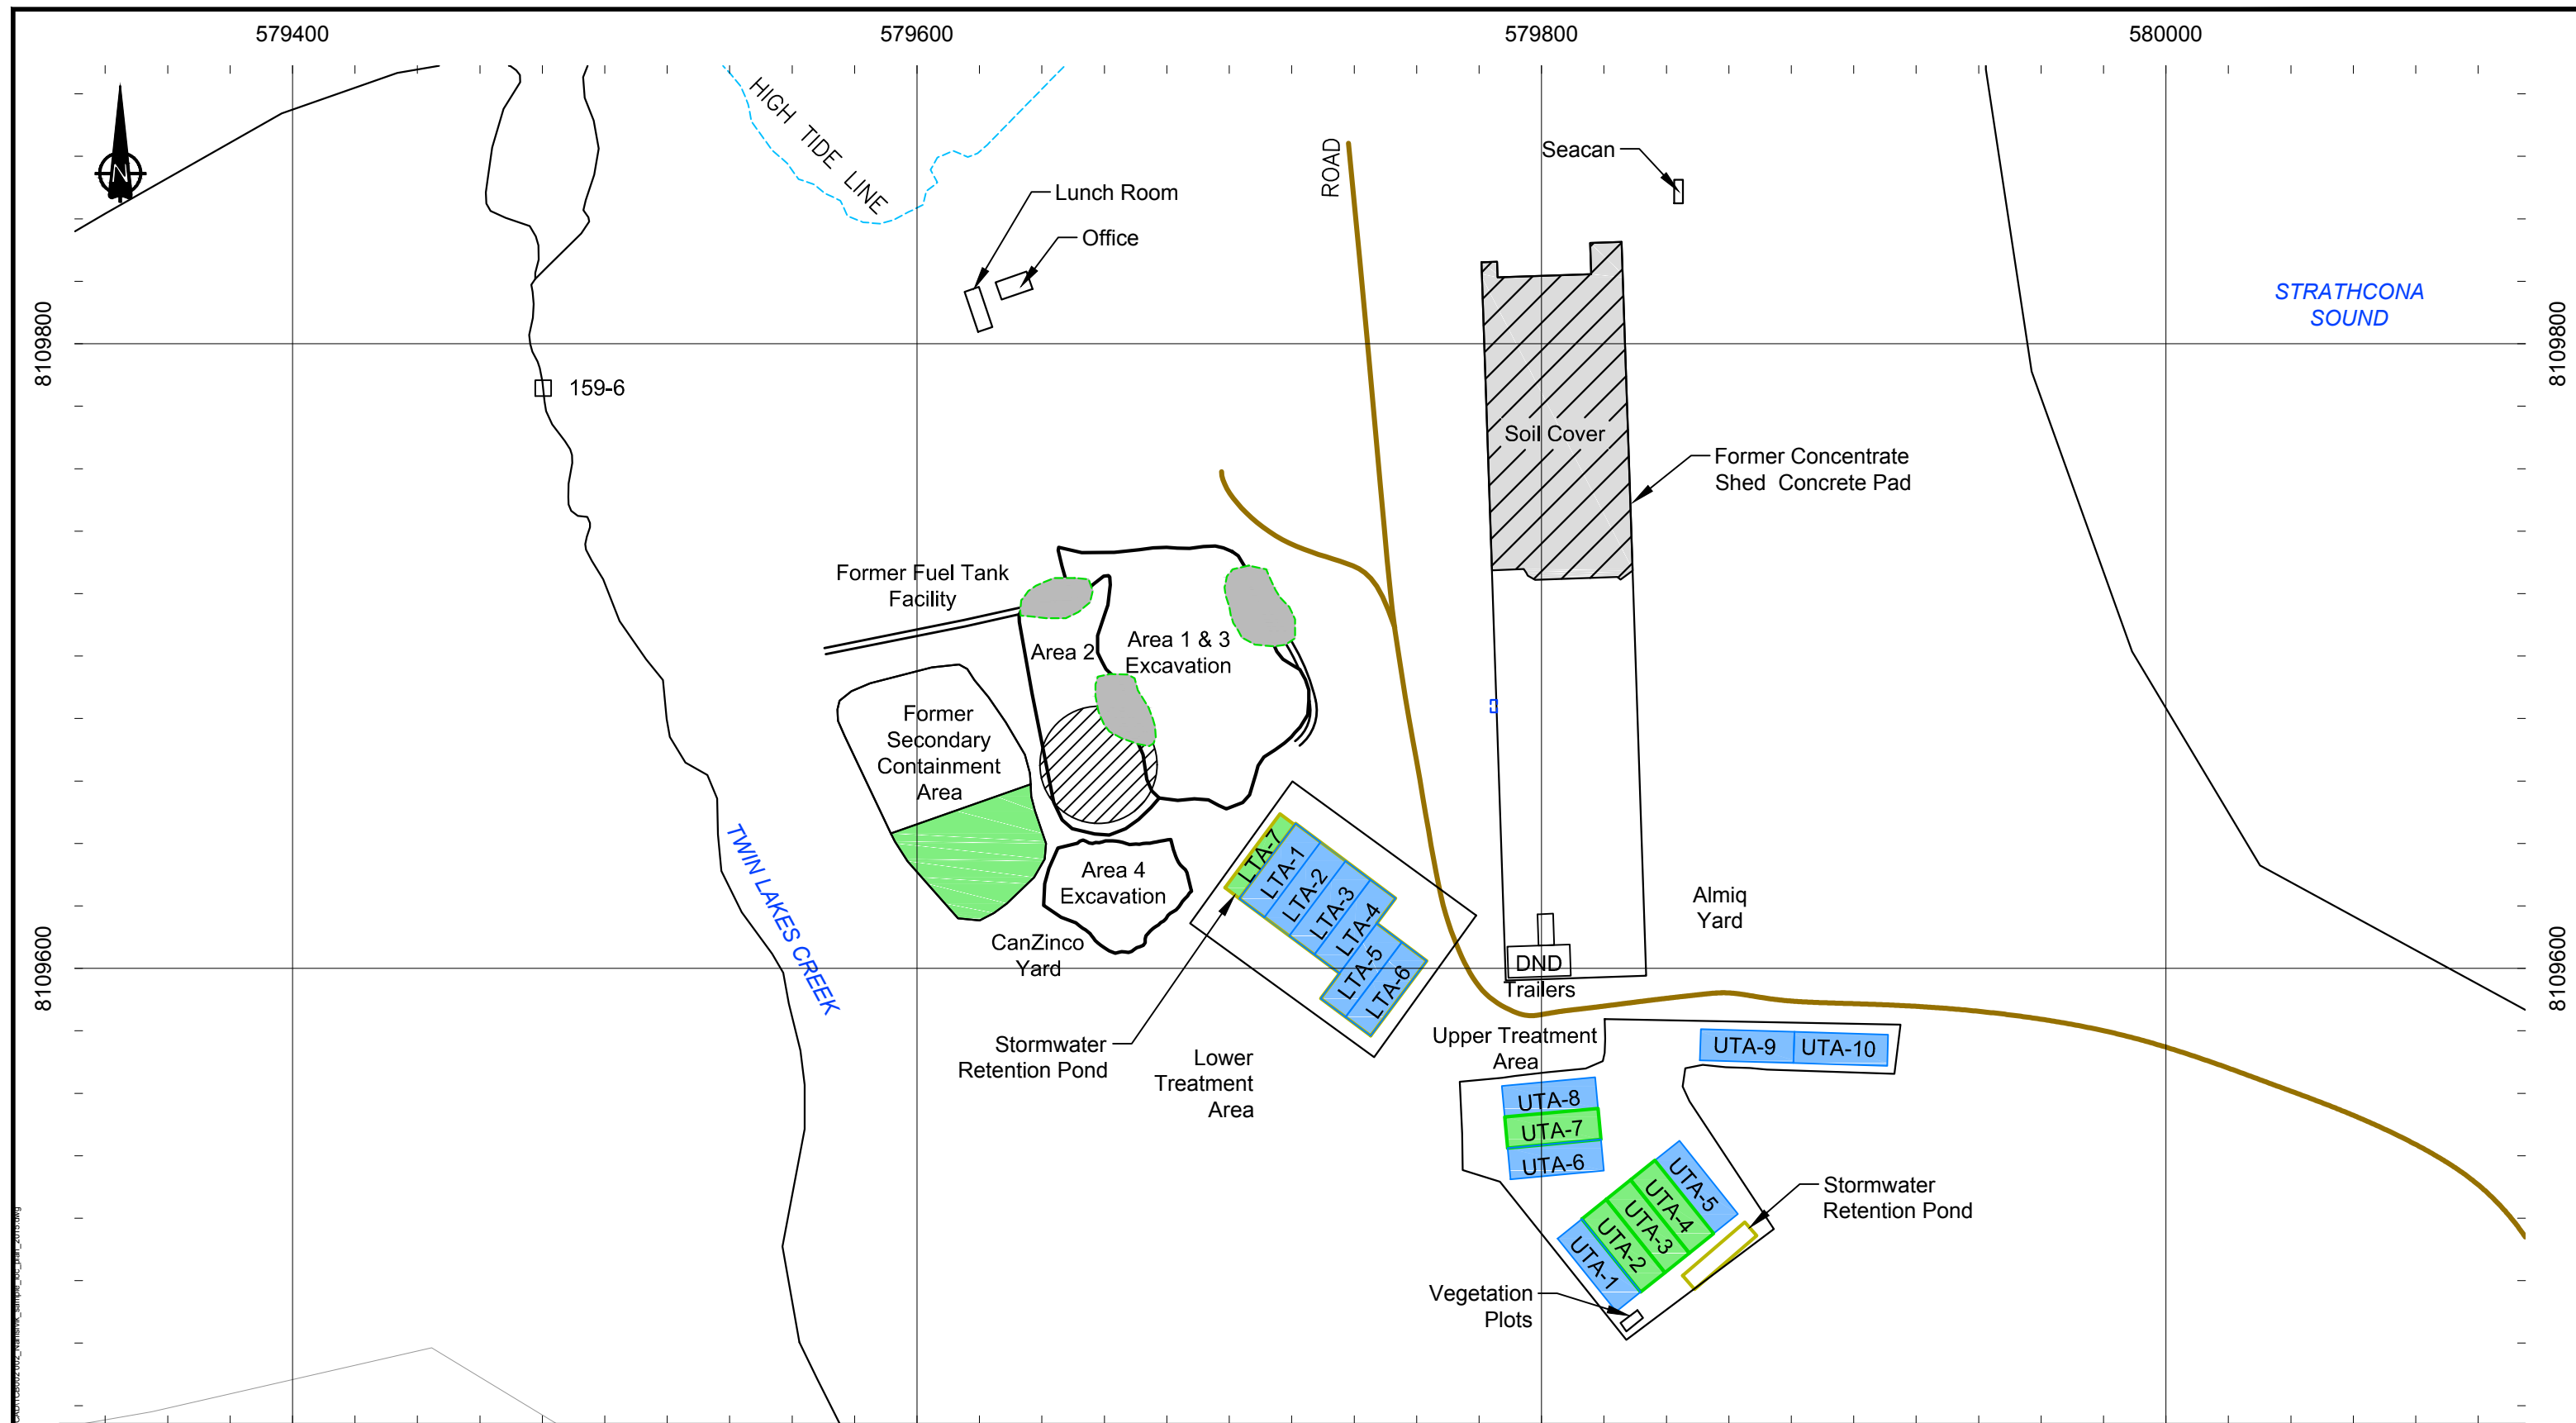 579400
579600
579800
580000
HIGH TIDE LINE
ROAD
Seacan
Lunch Room
Office
N
STRATHCONA
SOUND
8109800
8109800
159-6
Soil Cover
Former Concentrate
Shed Concrete Pad
Former Fuel Tank
Facility
Area 2
Area 1 & 3
Excavation
Former
Secondary
Containment
Area
TWIN LAKES CREEK
Area 4
Excavation
LTA-7
LTA-1
LTA-2
LTA-3
LTA-4
LTA-5
LTA-6
Almiq
Yard
CanZinco
Yard
8109600
8109600
DND
Trailers
Stormwater
Retention Pond
Lower
Treatment
Area
Upper Treatment
Area
UTA-9
UTA-10
UTA-8
UTA-7
UTA-6
UTA-5
UTA-4
UTA-3
UTA-2
UTA-1
Stormwater
Retention Pond
Vegetation
Plots